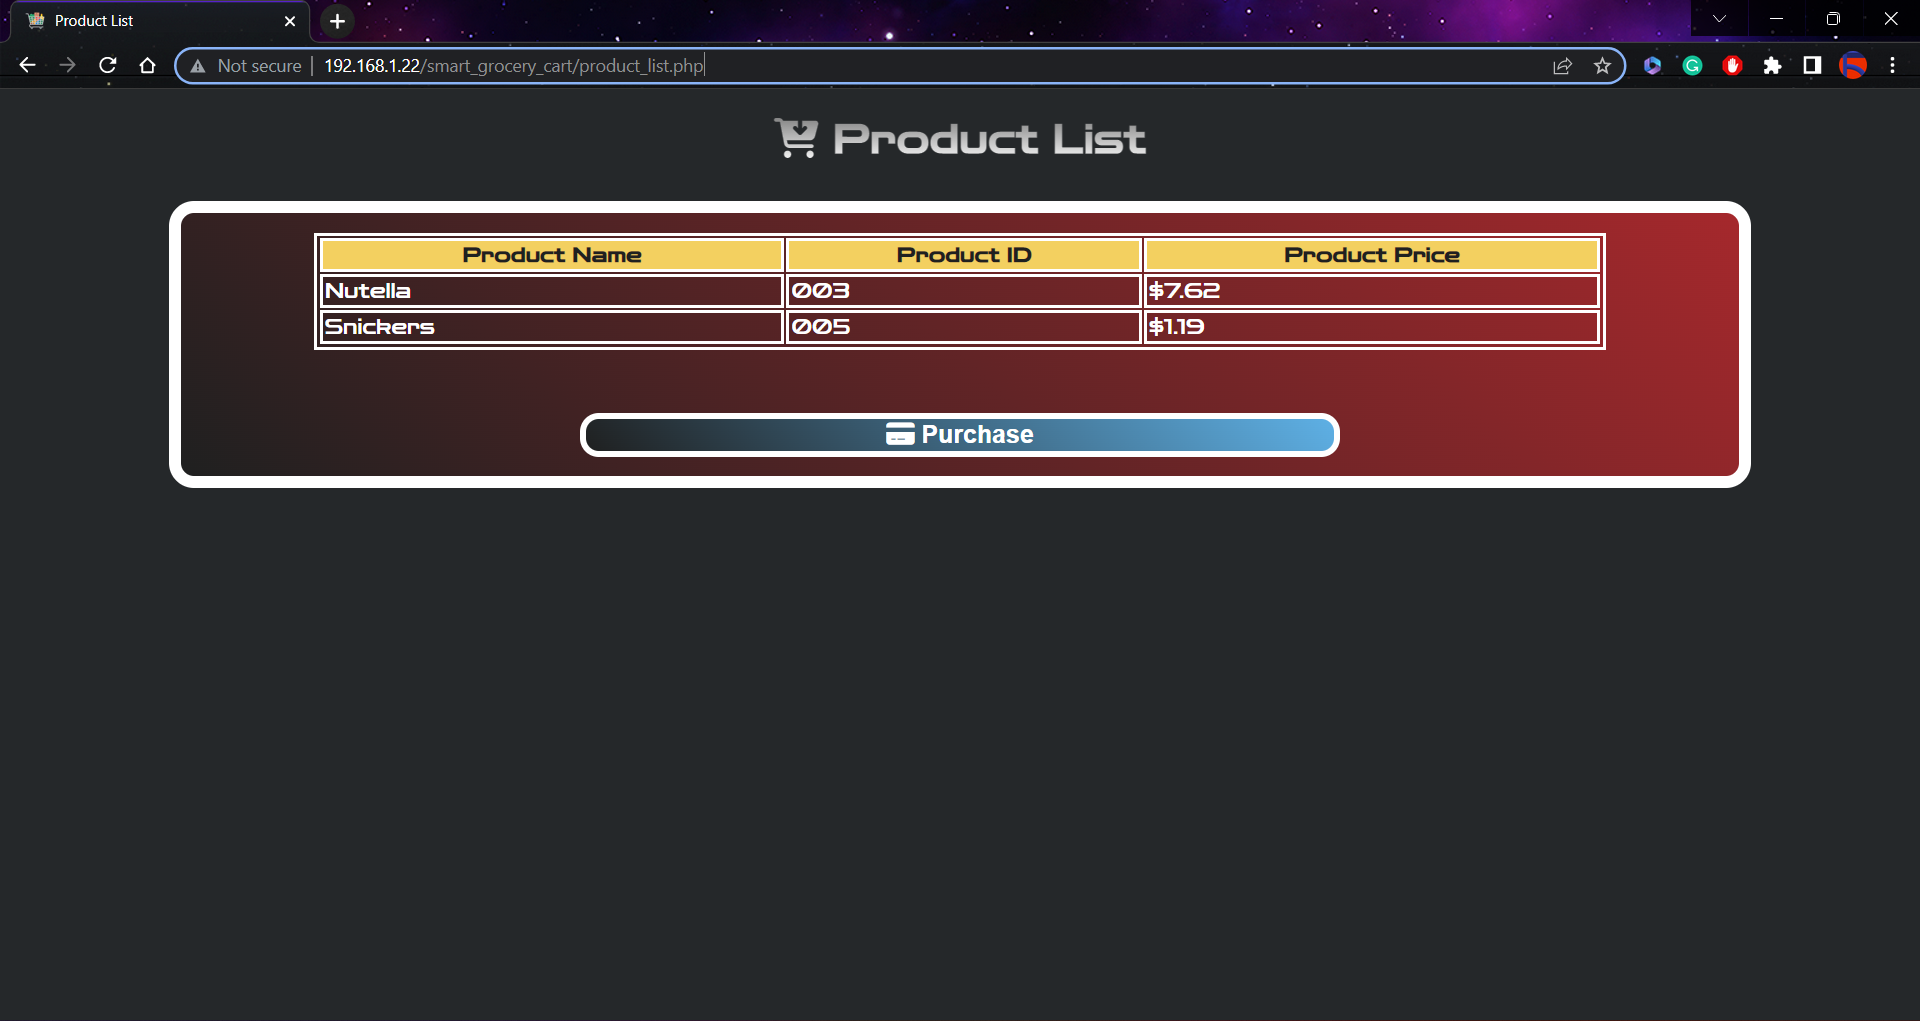 Product List
Not secure 192.168.1.22/smart_grocery_cart/product_list.php
Product List
Product Name Product ID Product Price
Nutella 003 $7.62
Snickers 005 $1.19
Purchase